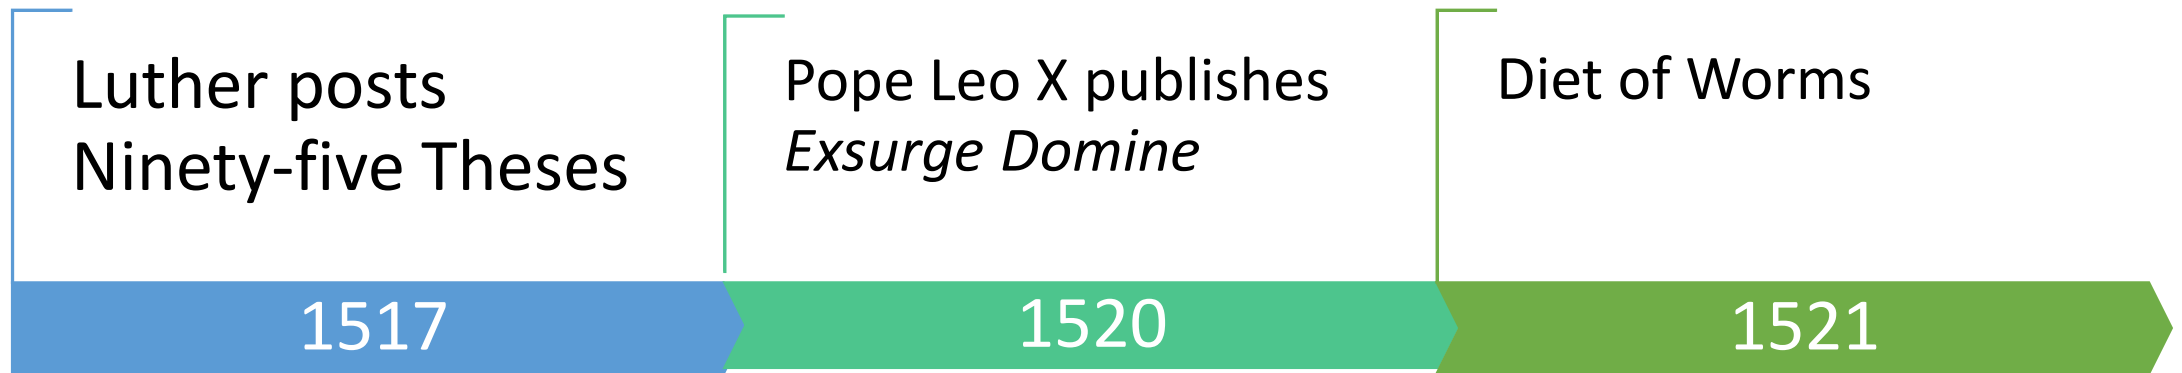 Luther posts
Ninety-five Theses
1517
Pope Leo X publishes
Exsurge Domine
1520
Diet of Worms
1521